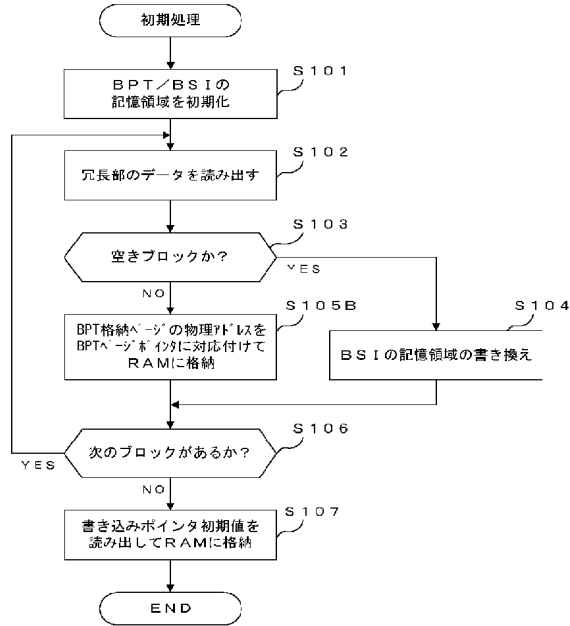 初期処理
S101
BPT/BSIの
記憶領域を初期化
S102
冗長部のデータを読み出す
S103
空きブロックか?
YES
NO
S105B
BPT格納ページの物理アドレスを
BPTページポインタに対応付けて
RAMに格納
S104
BSIの記憶領域の書き換え
S106
次のブロックがあるか?
YES
NO
S107
書き込みポインタ初期値を
読み出してRAMに格納
END